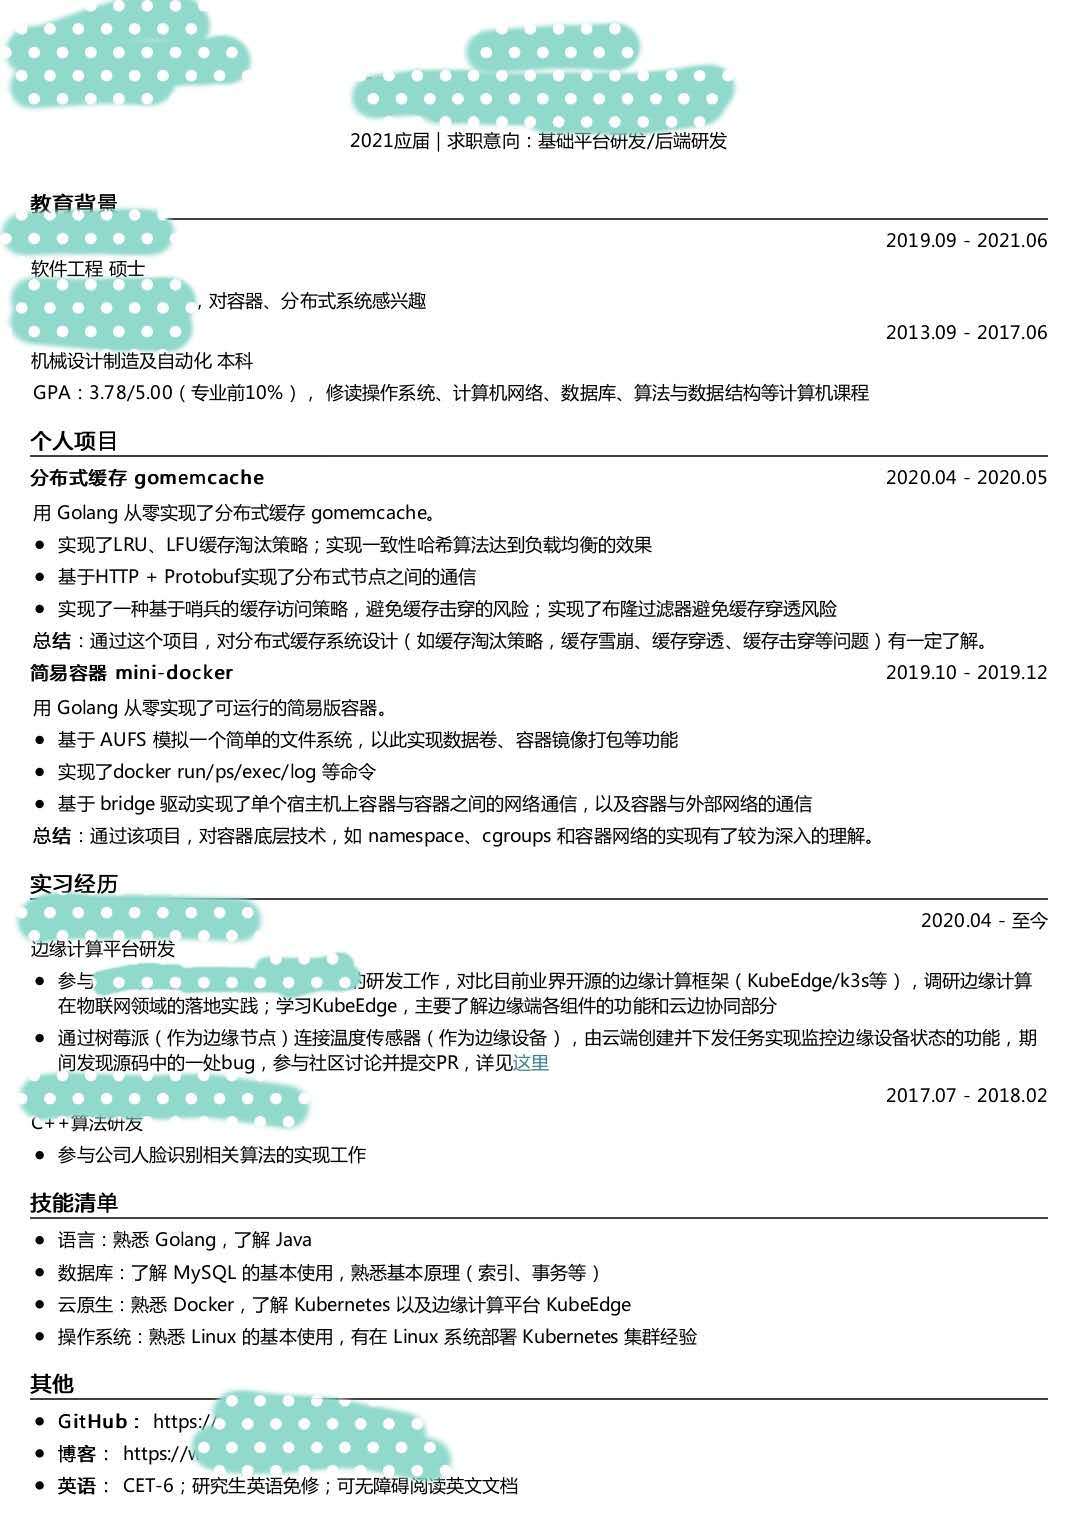 2021应届 | 求职意向：基础平台研发/后端研发
教育背景
2019.09 - 2021.06
软件工程 硕士
，对容器、分布式系统感兴趣
2013.09 - 2017.06
机械设计制造及自动化 本科
GPA：3.78/5.00（专业前10%），修读操作系统、计算机网络、数据库、算法与数据结构等计算机课程
个人项目
分布式缓存 gomemcache 2020.04 - 2020.05
用 Golang 从零实现了分布式缓存 gomemcache。
● 实现了LRU、LFU缓存淘汰策略；实现一致性哈希算法达到负载均衡的效果
● 基于HTTP + Protobuf实现了分布式节点之间的通信
● 实现了一种基于哨兵的缓存访问策略，避免缓存击穿的风险；实现了布隆过滤器避免缓存穿透风险
总结：通过这个项目，对分布式缓存系统设计（如缓存淘汰策略，缓存雪崩、缓存穿透、缓存击穿等问题）有一定了解。
简易容器 mini-docker 2019.10 - 2019.12
用 Golang 从零实现了可运行的简易版容器。
● 基于 AUFS 模拟一个简单的文件系统，以此实现数据卷、容器镜像打包等功能
● 实现了docker run/ps/exec/log 等命令
● 基于 bridge 驱动实现了单个宿主机上容器与容器之间的网络通信，以及容器与外部网络的通信
总结：通过该项目，对容器底层技术，如 namespace、cgroups 和容器网络的实现有了较为深入的理解。
实习经历
2020.04 - 至今
边缘计算平台研发
● 参与 的研发工作，对比目前业界开源的边缘计算框架（KubeEdge/k3s等），调研边缘计算
在物联网领域的落地实践；学习KubeEdge，主要了解边缘端各组件的功能和云边协同部分
● 通过树莓派（作为边缘节点）连接温度传感器（作为边缘设备），由云端创建并下发任务实现监控边缘设备状态的功能，期
间发现源码中的一处bug，参与社区讨论并提交PR，详见这里
2017.07 - 2018.02
C++算法研发
● 参与公司人脸识别相关算法的实现工作
技能清单
● 语言：熟悉 Golang，了解 Java
● 数据库：了解 MySQL 的基本使用，熟悉基本原理（索引、事务等）
● 云原生：熟悉 Docker，了解 Kubernetes 以及边缘计算平台 KubeEdge
● 操作系统：熟悉 Linux 的基本使用，有在 Linux 系统部署 Kubernetes 集群经验
其他
● GitHub： https://
● 博客： https://w
● 英语： CET-6；研究生英语免修；可无障碍阅读英文文档